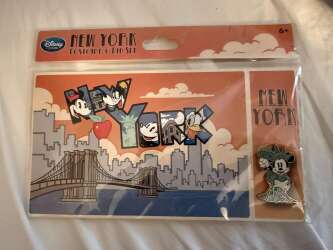 Disney
NEW YORK
POSTCARD & PIN SET
6+
NEW
YORK
NEW
YORK